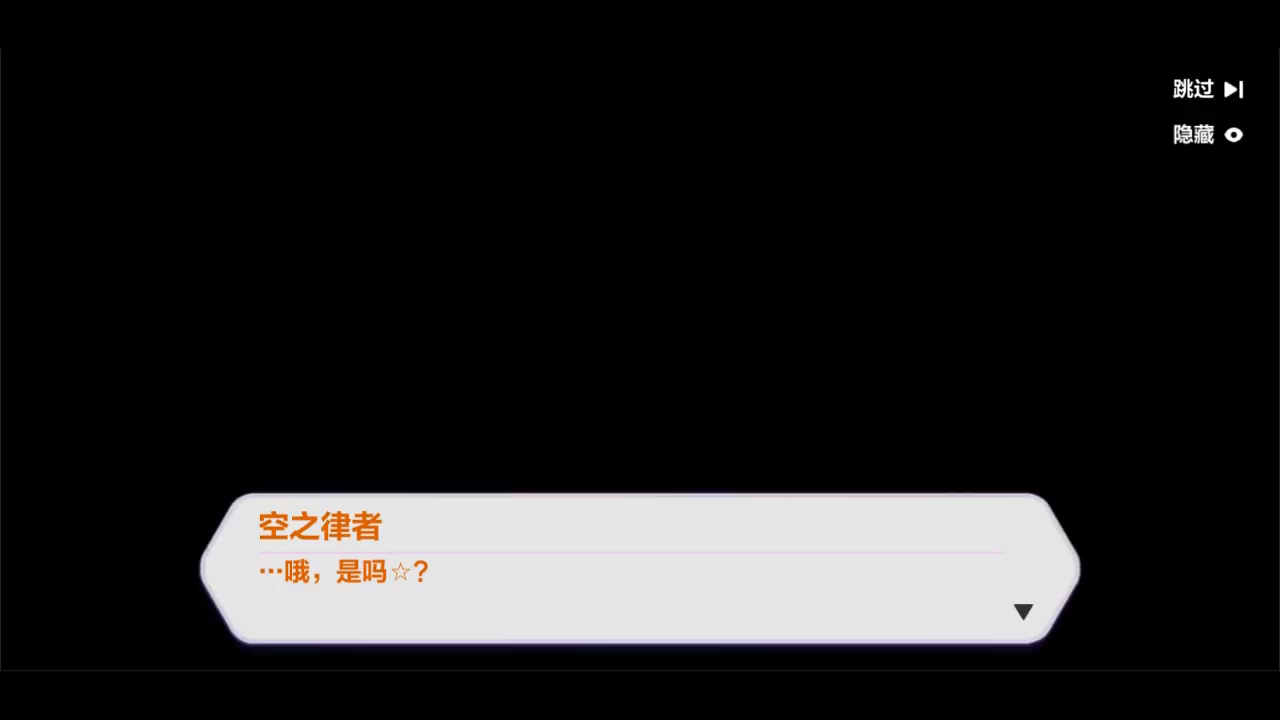 跳过
隐藏
空之律者
…哦，是吗☆？